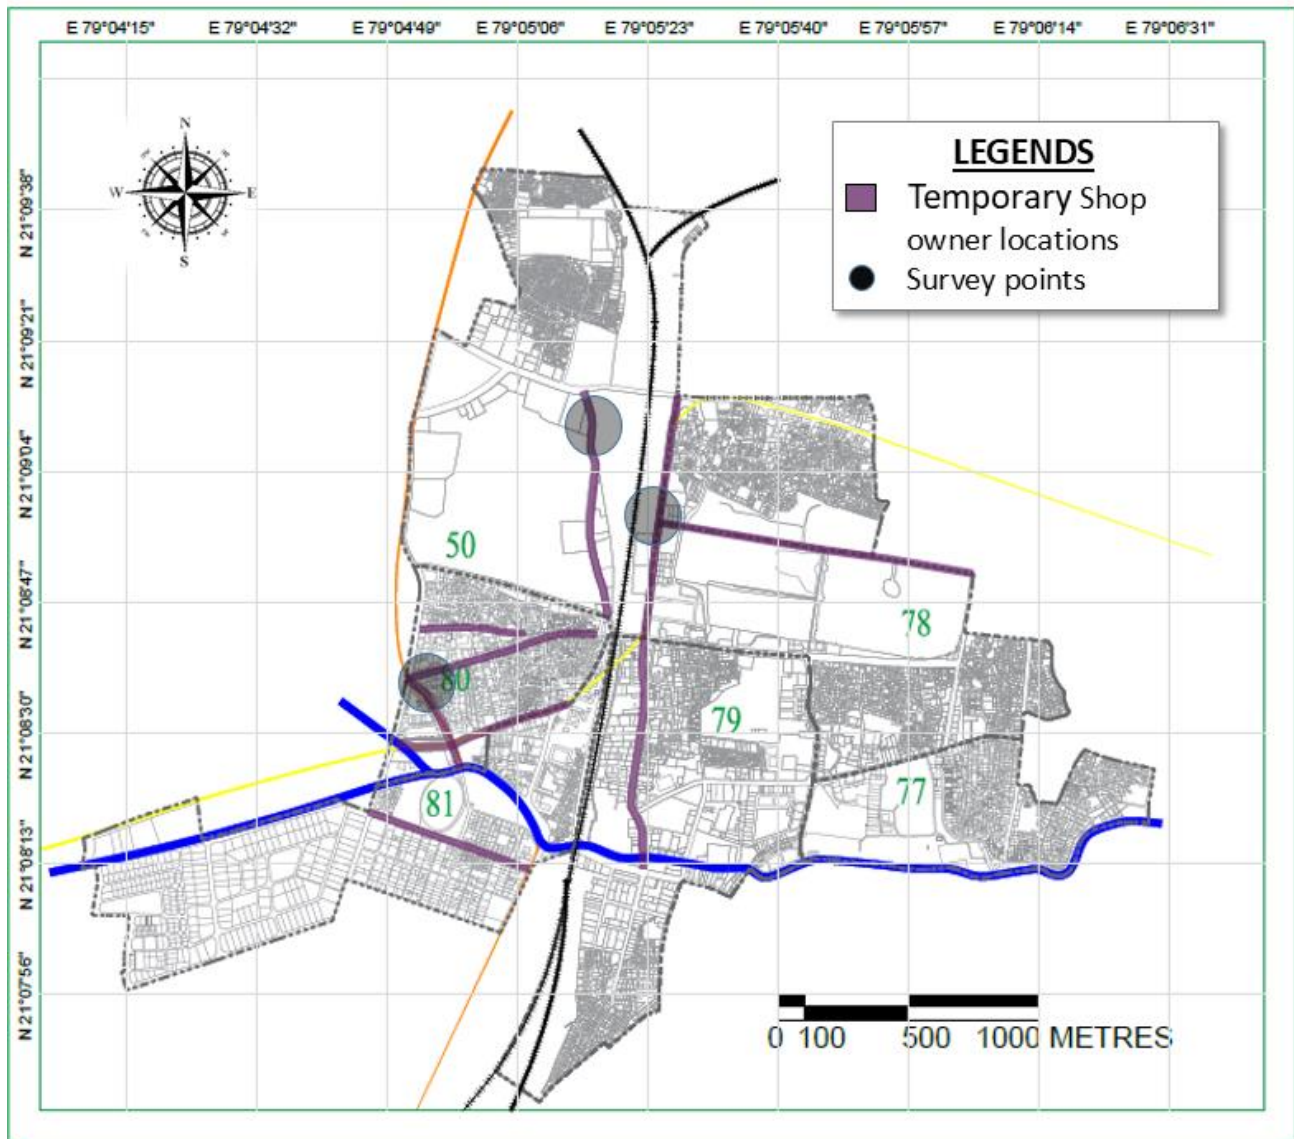 E 79°04'15" E 79°04'32" E 79°04'49" E 79°05'06" E 79°05'23" E 79°05'40" E 79°05'57" E 79°06'14" E 79°06'31"
N
W E
S
LEGENDS
Temporary Shop
owner locations
Survey points
N 21°09'38"
N 21°09'21"
N 21°09'04"
N 21°08'47"
N 21°08'30"
N 21°08'13"
N 21°07'56"
50
78
80
79
77
81
0 100 500 1000 METRES